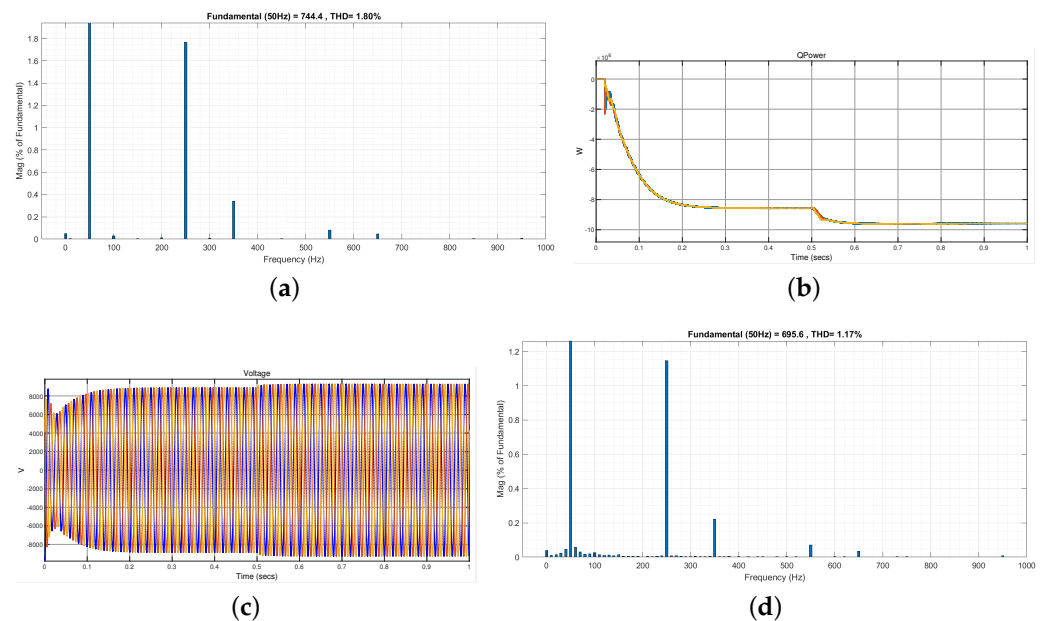 Fundamental (50Hz) = 744.4 , THD= 1.80%
Mag (% of Fundamental)
1.8
1.6
1.4
1.2
1
0.8
0.6
0.4
0.2
0
0 100 200 300 400 500 600 700 800 900 1000
Frequency (Hz)
(a)
QPower
×10⁶
W
0
-2
-4
-6
-8
-10
0 0.1 0.2 0.3 0.4 0.5 0.6 0.7 0.8 0.9 1
Time (secs)
(b)
Voltage
V
8000
6000
4000
2000
0
-2000
-4000
-6000
-8000
0 0.1 0.2 0.3 0.4 0.5 0.6 0.7 0.8 0.9 1
Time (secs)
(c)
Fundamental (50Hz) = 695.6 , THD= 1.17%
Mag (% of Fundamental)
1.2
1
0.8
0.6
0.4
0.2
0
0 100 200 300 400 500 600 700 800 900 1000
Frequency (Hz)
(d)